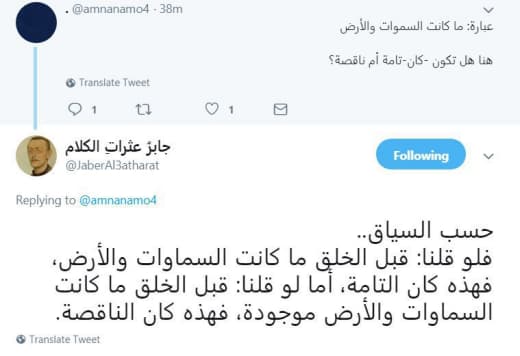 . @amnanamo4 · 38m
عبارة: ما كانت السموات والأرض
هنا هل تكون -كان-تامة أم ناقصة؟
Translate Tweet
1 1
جابرُ عثراتِ الكلام
@JaberAl3atharat
Following
Replying to @amnanamo4
حسب السياق..
فلو قلنا: قبل الخلق ما كانت السماوات والأرض،
فهذه كان التامة، أما لو قلنا: قبل الخلق ما كانت
السماوات والأرض موجودة، فهذه كان الناقصة.
Translate Tweet